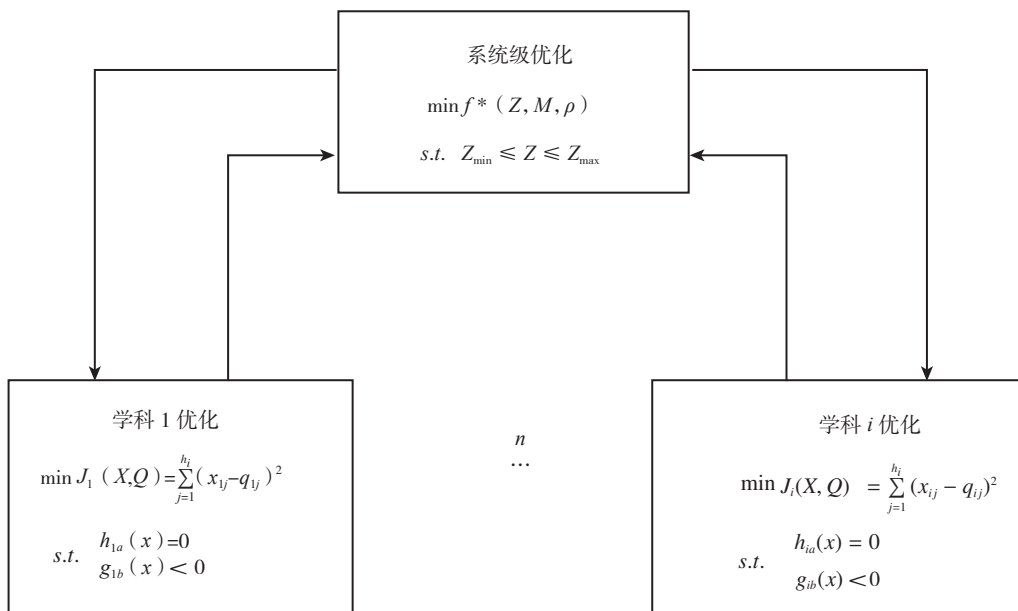 系统级优化
min f * ( Z, M, ρ )
s.t. Z_min ≤ Z ≤ Z_max
学科 1 优化
min J_1 ( X,Q ) = \sum_{j=1}^{h_i} ( x_{1j} – q_{1j} )^2
s.t. h_{1a} ( x ) =0
g_{1b} ( x ) < 0
n
...
学科 i 优化
min J_i(X, Q) = \sum_{j=1}^{h_i} (x_{ij} – q_{ij})^2
s.t. h_{ia}(x) = 0
g_{ib}(x) < 0